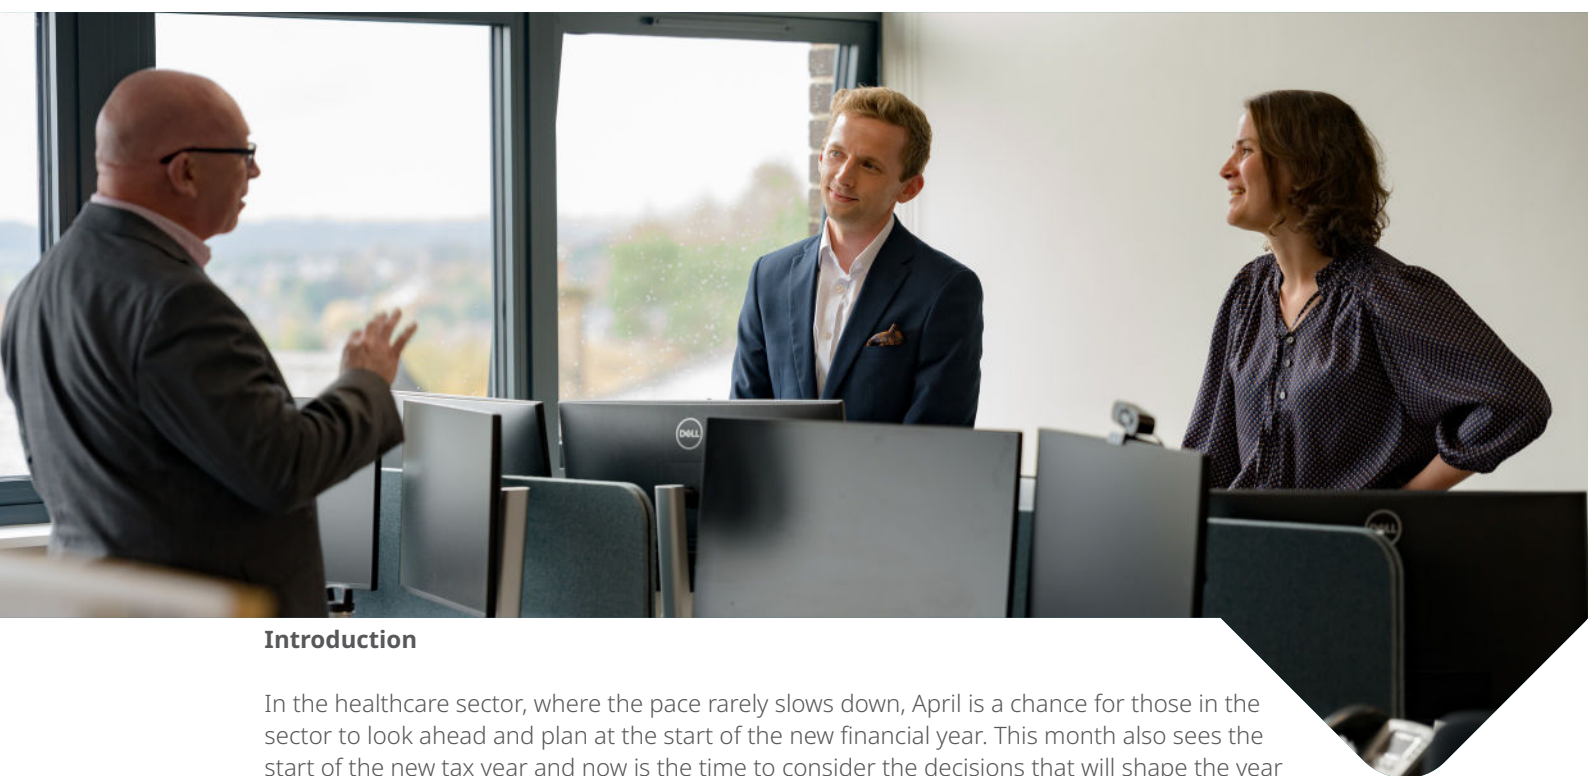 DELL
DELL
Introduction
In the healthcare sector, where the pace rarely slows down, April is a chance for those in the
sector to look ahead and plan at the start of the new financial year. This month also sees the
start of the new tax year and now is the time to consider the decisions that will shape the year